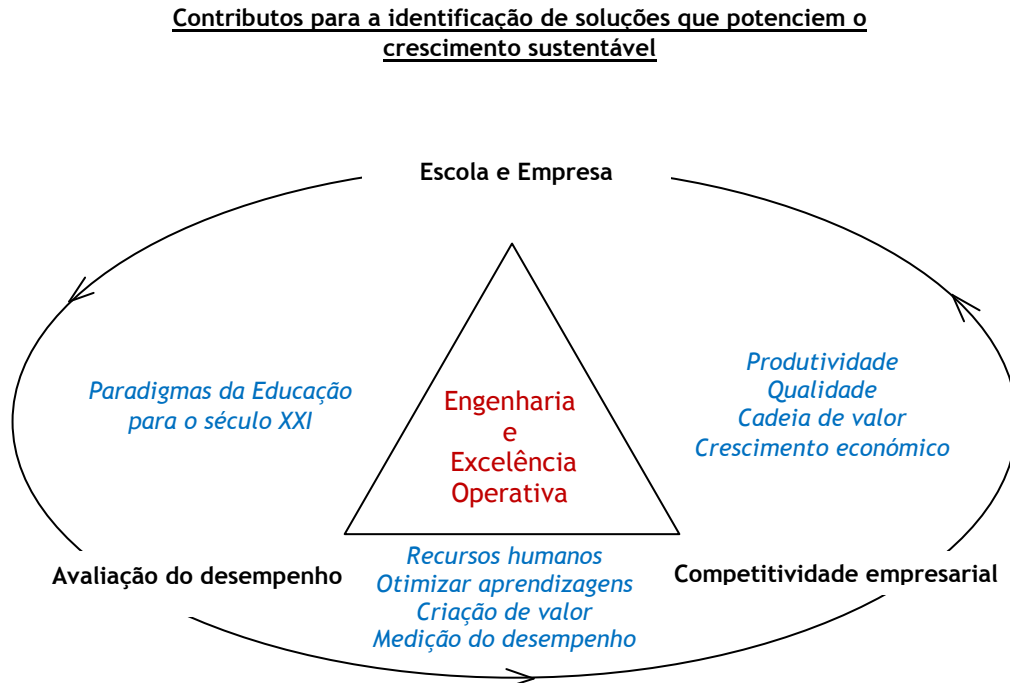 Contributos para a identificação de soluções que potenciem o
crescimento sustentável
Escola e Empresa
Paradigmas da Educação
para o século XXI
Engenharia
e
Excelência
Operativa
Produtividade
Qualidade
Cadeia de valor
Crescimento económico
Avaliação do desempenho
Recursos humanos
Otimizar aprendizagens
Criação de valor
Medição do desempenho
Competitividade empresarial